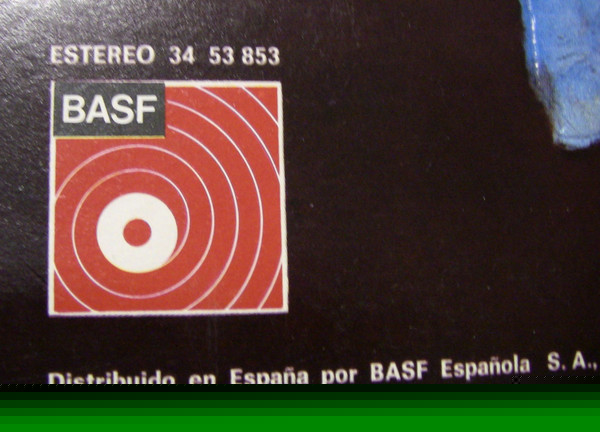 ESTEREO 34 53 853
BASF
Distribuido en España por BASF Española S. A.,